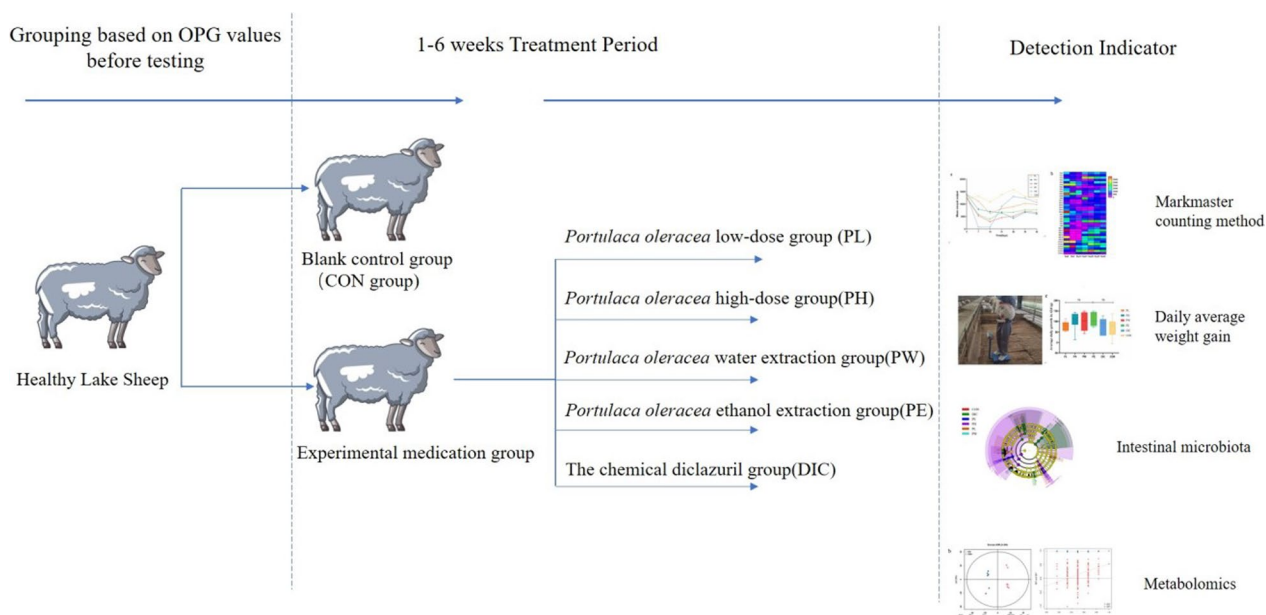 Grouping based on OPG values
before testing
1-6 weeks Treatment Period
Detection Indicator
Healthy Lake Sheep
Blank control group
(CON group)
Experimental medication group
Portulaca oleracea low-dose group (PL)
Portulaca oleracea high-dose group(PH)
Portulaca oleracea water extraction group(PW)
Portulaca oleracea ethanol extraction group(PE)
The chemical diclazuril group(DIC)
Markmaster
counting method
Daily average
weight gain
Intestinal microbiota
Metabolomics